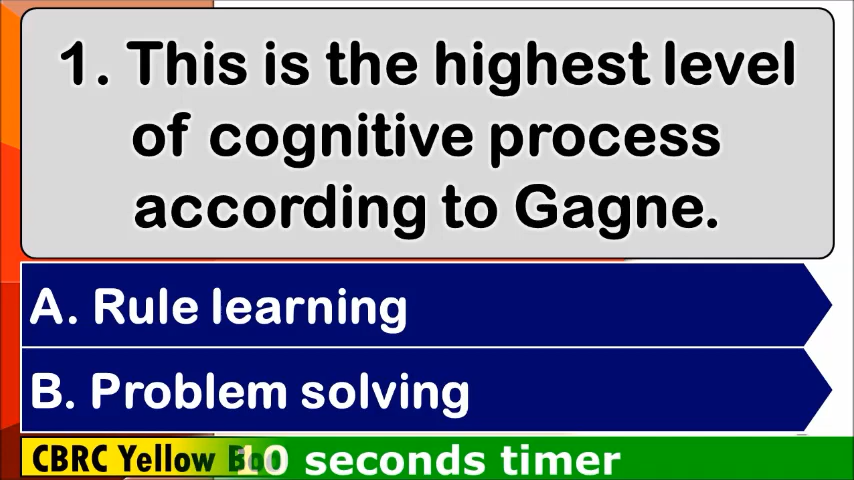 1. This is the highest level
of cognitive process
according to Gagne.
A. Rule learning
B. Problem solving
CBRC Yellow 10 seconds timer